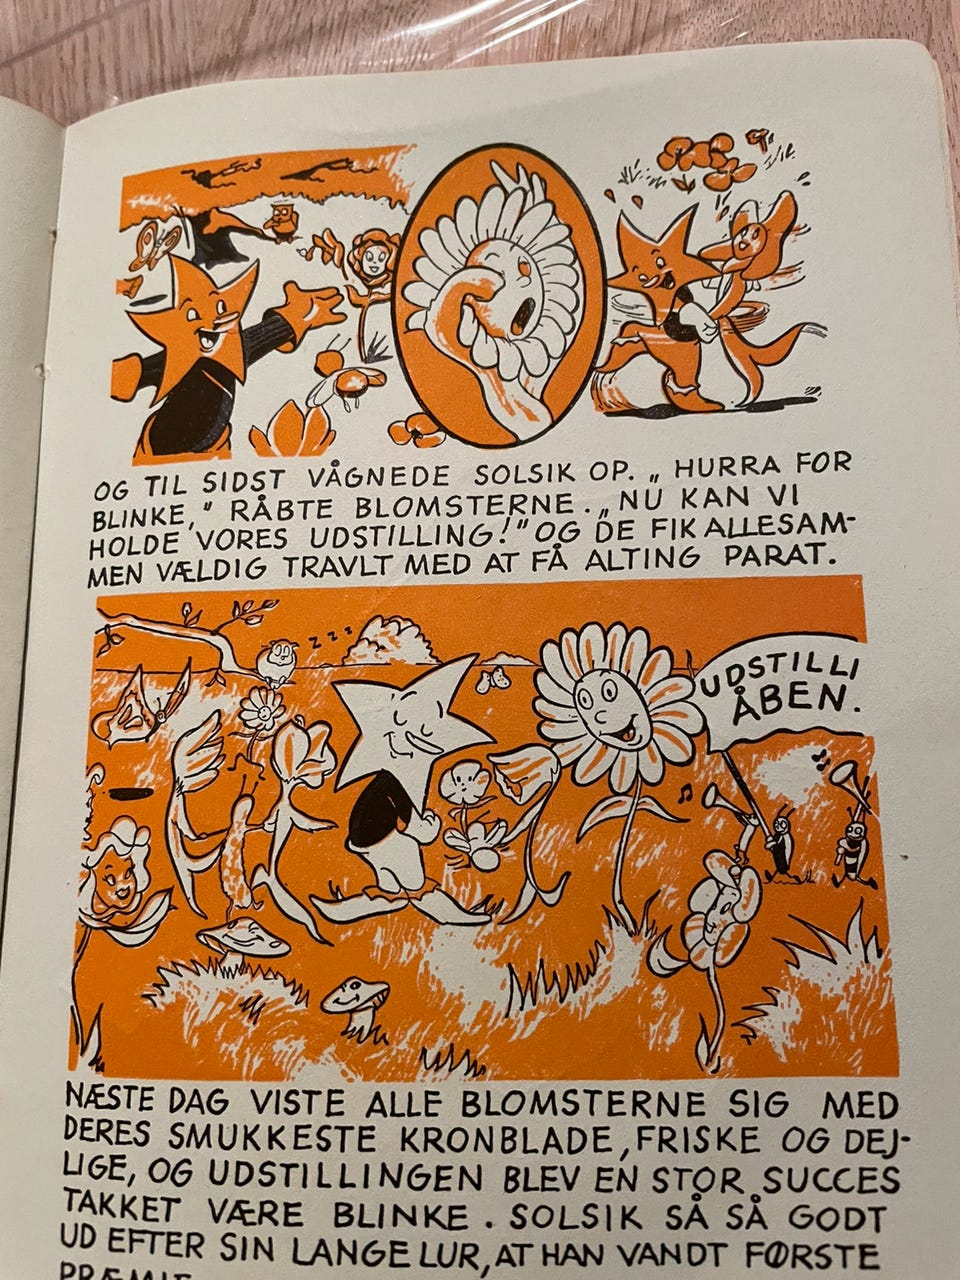 OG TIL SIDST VÅGNEDE SOLSIK OP. „HURRA FOR
BLINKE," RÅBTE BLOMSTERNE. „NU KAN VI
HOLDE VORES UDSTILLING!" OG DE FIK ALLESAM-
MEN VÆLDIG TRAVLT MED AT FÅ ALTING PARAT.
Z Z Z
UDSTILLI
ÅBEN.
NÆSTE DAG VISTE ALLE BLOMSTERNE SIG MED
DERES SMUKKESTE KRONBLADE, FRISKE OG DEJ-
LIGE, OG UDSTILLINGEN BLEV EN STOR SUCCES
TAKKET VÆRE BLINKE. SOLSIK SÅ SÅ GODT
UD EFTER SIN LANGE LUR, AT HAN VANDT FØRSTE
PRÆMIE